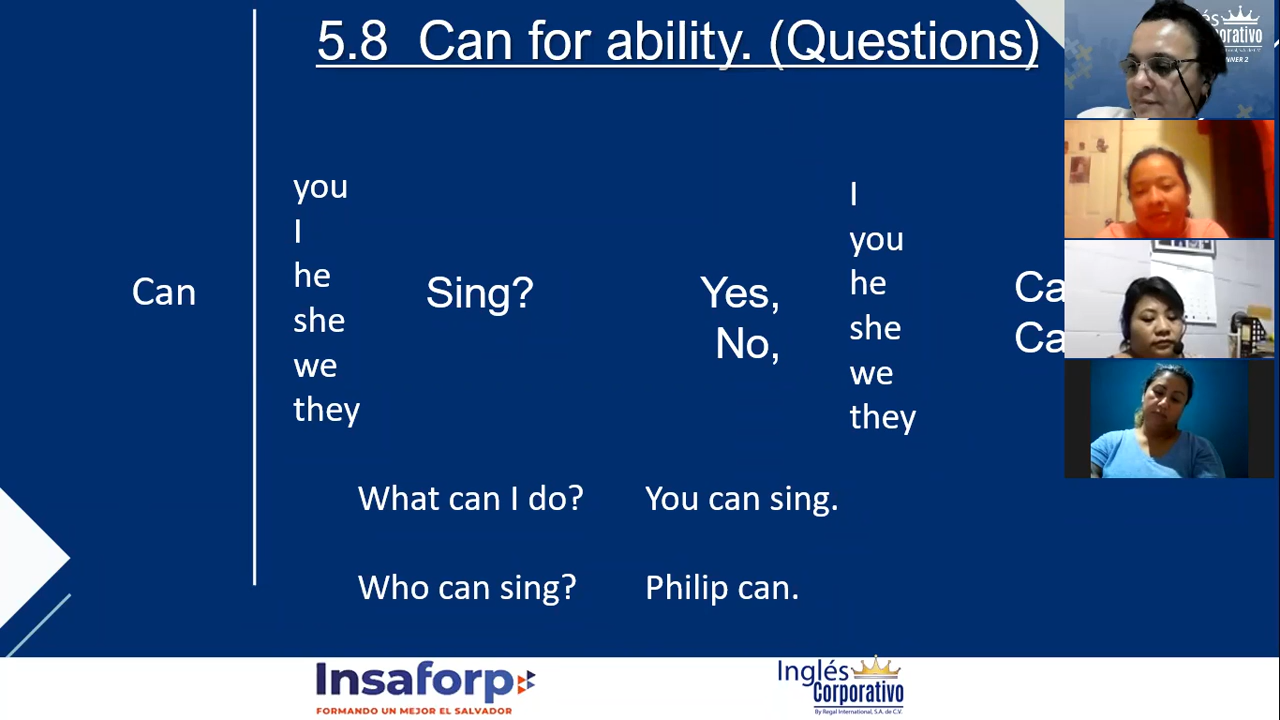 5.8 Can for ability. (Questions)
Can
you
I
he
she
we
they
Sing?
Yes,
No,
I
you
he
she
we
they
What can I do? You can sing.
Who can sing? Philip can.
Insaforp
FORMANDO UN MEJOR EL SALVADOR
Inglés
Corporativo
By Regal International, S.A. de C.V.